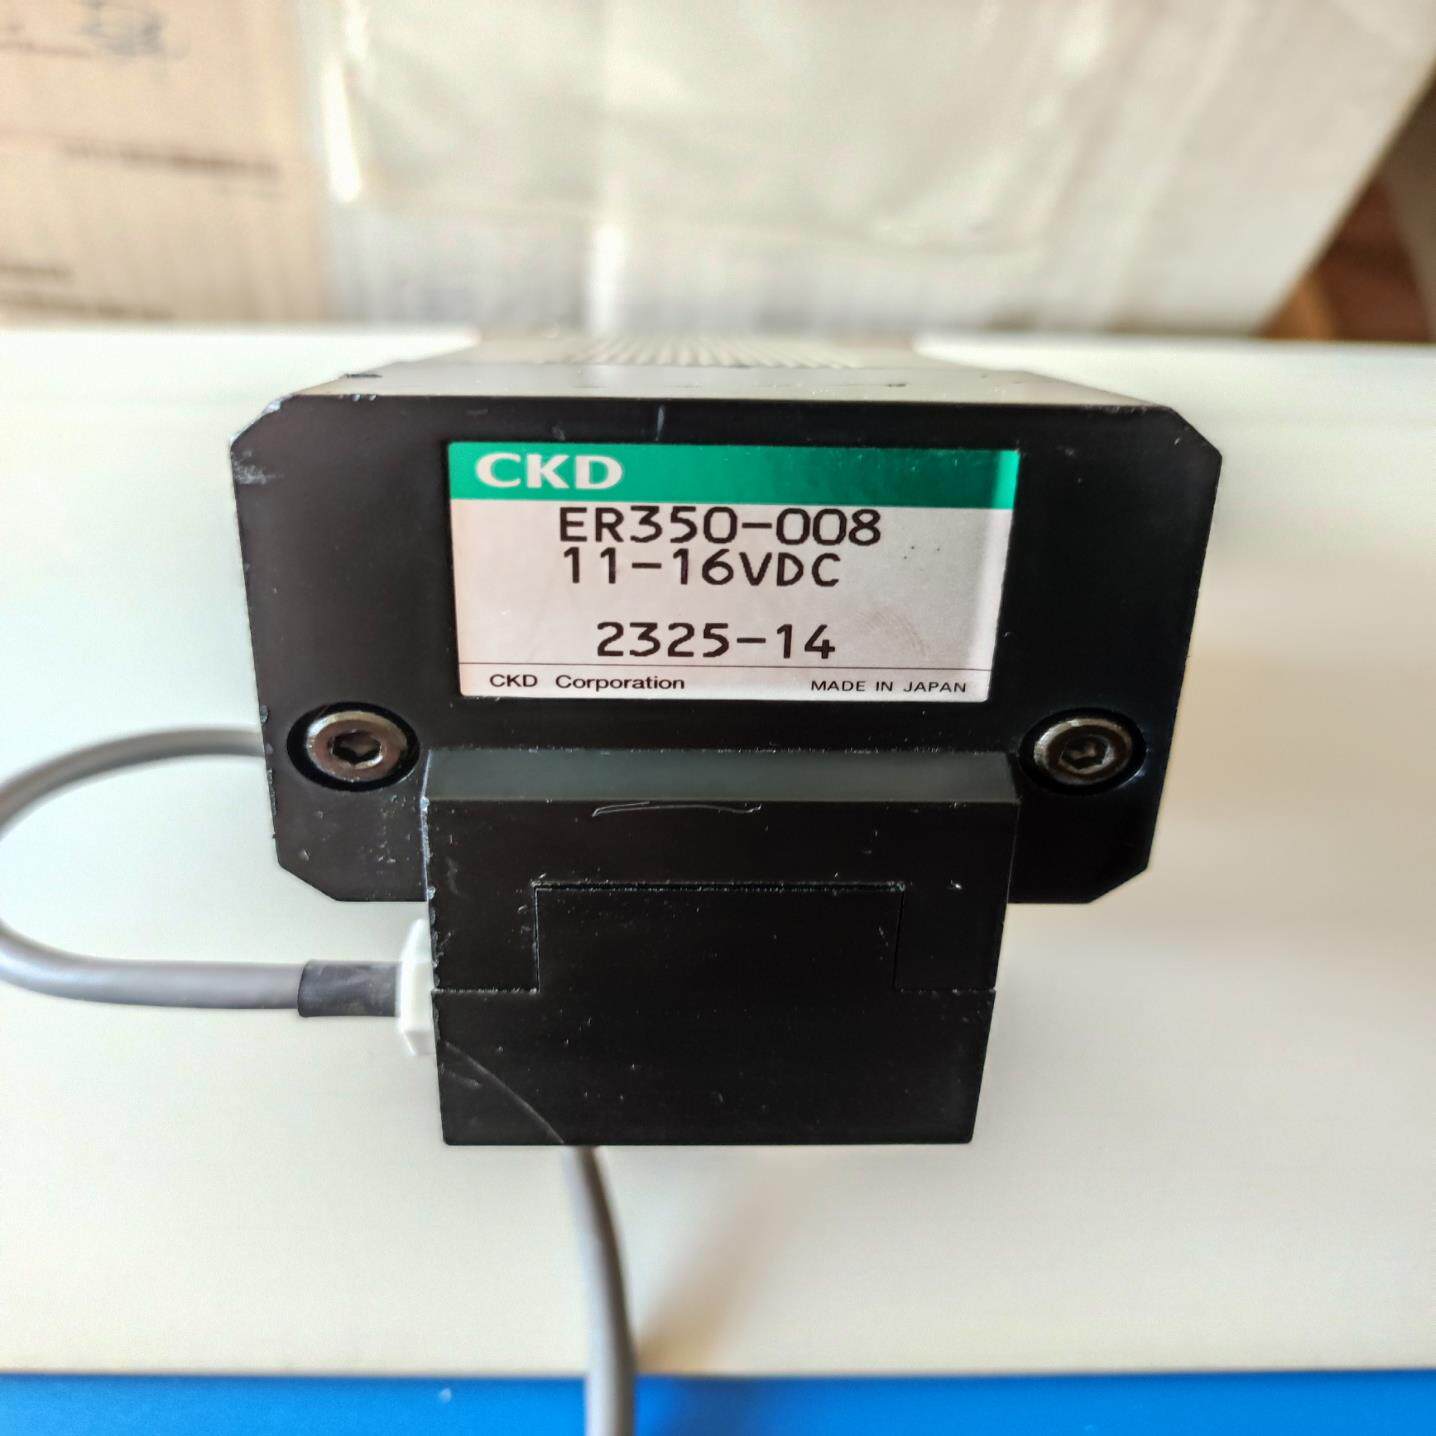 CKD
ER350-008
11-16VDC
2325-14
CKD Corporation MADE IN JAPAN